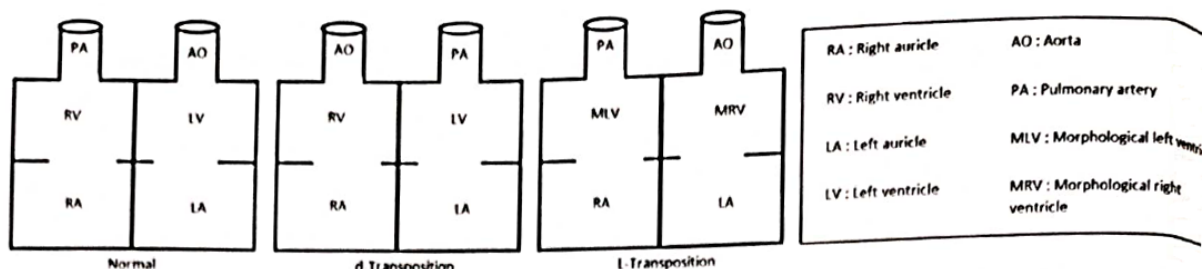 PA AO AO PA PA AO
RV LV RV LV MLV MRV
RA LA RA LA RA LA
Normal d Transposition L-Transposition
RA : Right auricle AO : Aorta
RV : Right ventricle PA : Pulmonary artery
LA : Left auricle MLV : Morphological left
LV : Left ventricle MRV : Morphological right
ventricle